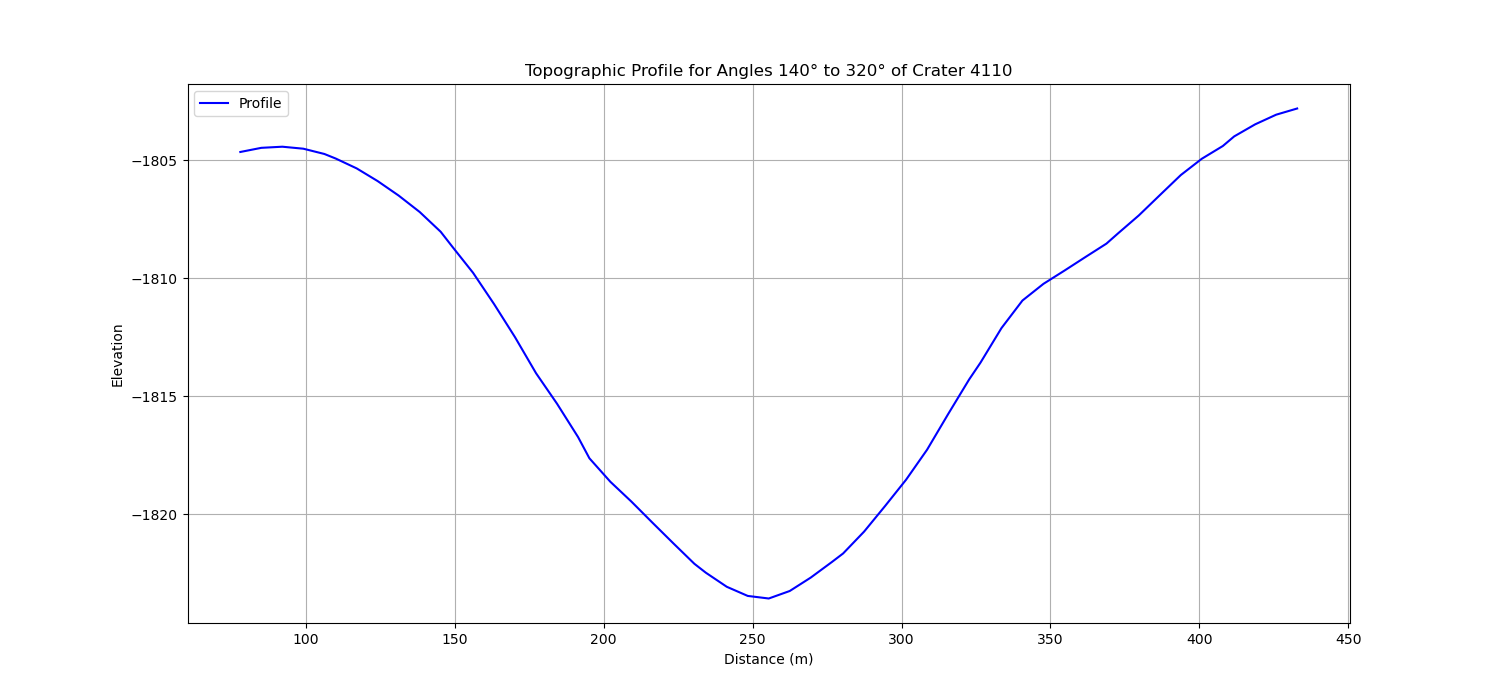 Topographic Profile for Angles 140° to 320° of Crater 4110
Profile
−1805
−1810
−1815
−1820
Elevation
100 150 200 250 300 350 400 450
Distance (m)